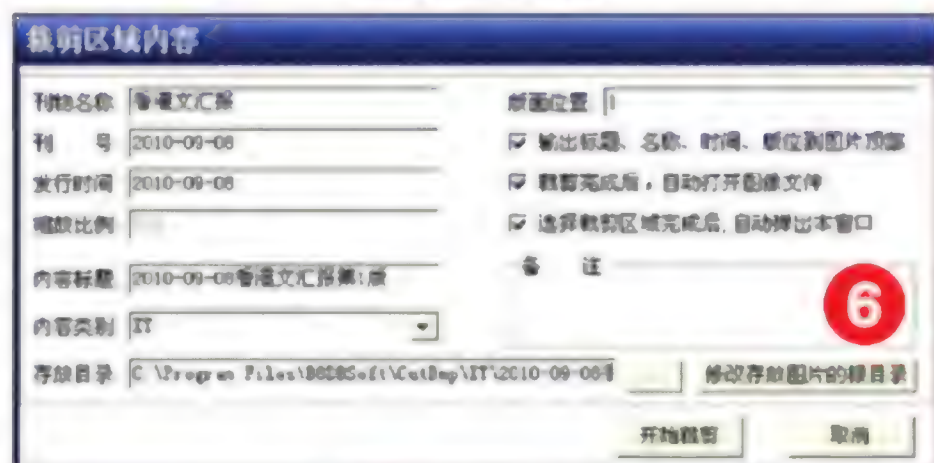 裁剪区域内容
刊物名称 香港文汇报
版面位置 1
刊 号 2010-09-08
输出标题、名称、时间、版位到图片顶部
发行时间 2010-09-08
裁剪完成后，自动打开图像文件
缩放比例
选择裁剪区域完成后,自动弹出本窗口
内容标题 2010-09-08香港文汇报第1版
备 注
6
内容类别 IT
存放目录 C:\Program Files\ \CutBmp\IT\2010-09-08
修改存放图片的根目录
开始裁剪 取消